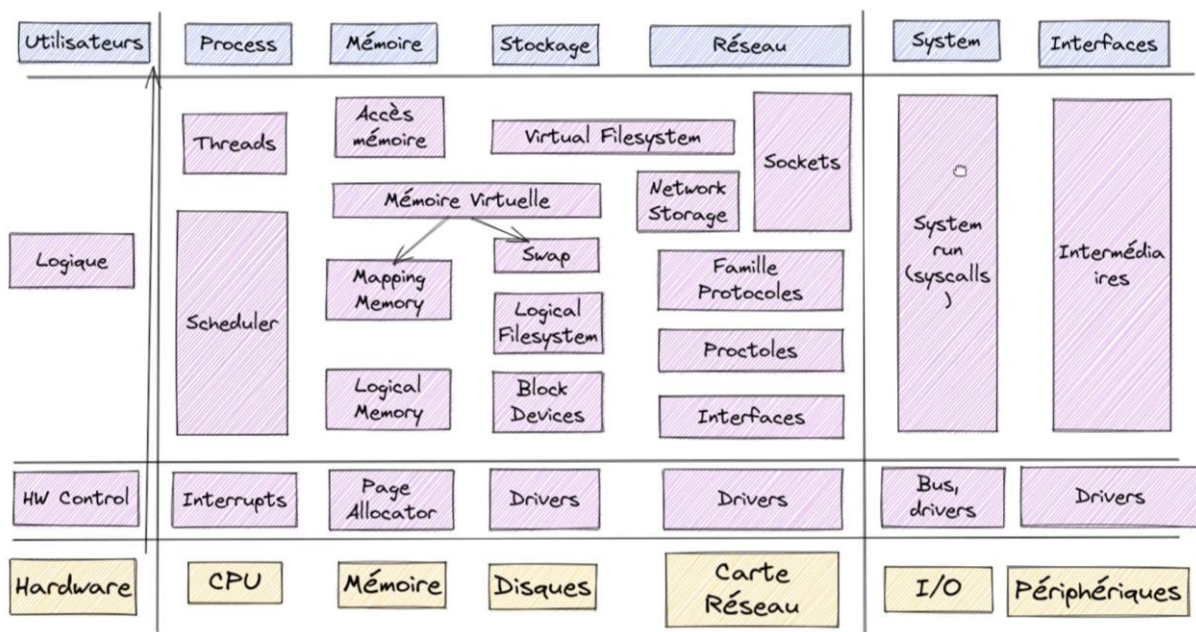 Utilisateurs
Process
Mémoire
Stockage
Réseau
System
Interfaces
Threads
Accès
mémoire
Virtual Filesystem
Sockets
Mémoire Virtuelle
Network
Storage
Logique
Scheduler
Mapping
Memory
Swap
Logical
Filesystem
Famille
Protocoles
Proctoles
Logical
Memory
Block
Devices
Interfaces
System
run
(syscalls
)
Intermédia
ires
HW Control
Interrupts
Page
Allocator
Drivers
Drivers
Bus,
drivers
Drivers
Hardware
CPU
Mémoire
Disques
Carte
Réseau
I/O
Périphériques